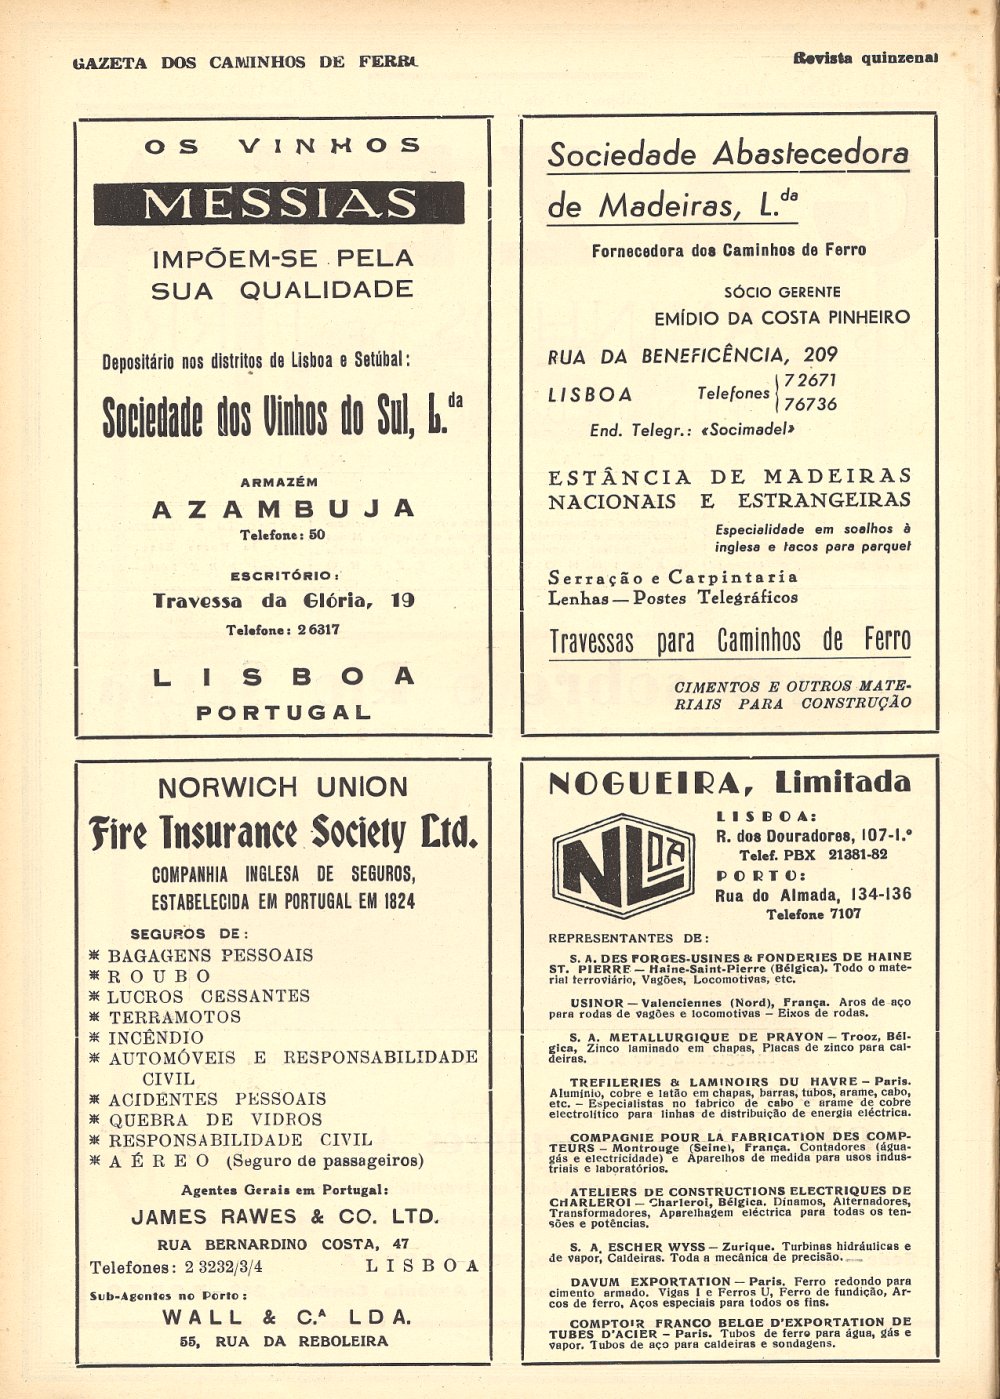 GAZETA DOS CAMINHOS DE FERRO
Revista quinzenal
OS VINHOS
MESSIAS
IMPÕEM-SE PELA
SUA QUALIDADE
Depositário nos distritos de Lisboa e Setúbal:
Sociedade dos Vinhos do Sul, L.da
ARMAZÉM
AZAMBUJA
Telefone: 50
ESCRITÓRIO:
Travessa da Glória, 19
Telefone: 26317
LISBOA
PORTUGAL
Sociedade Abastecedora
de Madeiras, L.da
Fornecedora dos Caminhos de Ferro
SÓCIO GERENTE
EMÍDIO DA COSTA PINHEIRO
RUA DA BENEFICÊNCIA, 209
LISBOA Telefones 72671
76736
End. Telegr.: «Socimadel»
ESTÂNCIA DE MADEIRAS
NACIONAIS E ESTRANGEIRAS
Especialidade em soalhos à
inglesa e tacos para parquet
Serração e Carpintaria
Lenhas — Postes Telegráficos
Travessas para Caminhos de Ferro
CIMENTOS E OUTROS MATE-
RIAIS PARA CONSTRUÇÃO
NORWICH UNION
Fire Insurance Society Ltd.
COMPANHIA INGLESA DE SEGUROS,
ESTABELECIDA EM PORTUGAL EM 1824
SEGUROS DE:
* BAGAGENS PESSOAIS
* ROUBO
* LUCROS CESSANTES
* TERRAMOTOS
* INCÊNDIO
* AUTOMÓVEIS E RESPONSABILIDADE
CIVIL
* ACIDENTES PESSOAIS
* QUEBRA DE VIDROS
* RESPONSABILIDADE CIVIL
* AÉREO (Seguro de passageiros)
Agentes Gerais em Portugal:
JAMES RAWES & CO. LTD.
RUA BERNARDINO COSTA, 47
Telefones: 2 3232/3/4 LISBOA
Sub-Agentes no Porto:
WALL & C.A LDA.
55, RUA DA REBOLEIRA
NOGUEIRA, Limitada
NLDA
LISBOA:
R. dos Douradores, 107-1.º
Telef. PBX 21381-82
PORTO:
Rua do Almada, 134-136
Telefone 7107
REPRESENTANTES DE:
S. A. DES FORGES-USINES & FONDERIES DE HAINE
ST. PIERRE — Haine-Saint-Pierre (Bélgica). Todo o mate-
rial ferroviário, Vagões, Locomotivas, etc.
USINOR — Valenciennes (Nord), França. Aros de aço
para rodas de vagões e locomotivas — Eixos de rodas.
S. A. METALLURGIQUE DE PRAYON — Trooz, Bél-
gica, Zinco laminado em chapas, Placas de zinco para cal-
deiras.
TREFILERIES & LAMINOIRS DU HAVRE — Paris.
Alumínio, cobre e latão em chapas, barras, tubos, arame, cabo,
etc. — Especialistas no fabrico de cabo e arame de cobre
electrolítico para linhas de distribuição de energia eléctrica.
COMPAGNIE POUR LA FABRICATION DES COMP-
TEURS — Montrouge (Seine), França. Contadores (água-
gás e electricidade) e Aparelhos de medida para usos indus-
triais e laboratórios.
ATELIERS DE CONSTRUCTIONS ELECTRIQUES DE
CHARLEROI — Charleroi, Bélgica. Dínamos, Alternadores,
Transformadores, Aparelhagem eléctrica para todas os ten-
sões e potências.
S. A. ESCHER WYSS — Zurique. Turbinas hidráulicas e
de vapor, Caldeiras. Toda a mecânica de precisão.
DAVUM EXPORTATION — Paris. Ferro redondo para
cimento armado. Vigas I e Ferros U, Ferro de fundição, Ar-
cos de ferro, Aços especiais para todos os fins.
COMPTOIR FRANCO BELGE D'EXPORTATION DE
TUBES D'ACIER — Paris. Tubos de ferro para água, gás e
vapor. Tubos de aço para caldeiras e sondagens.